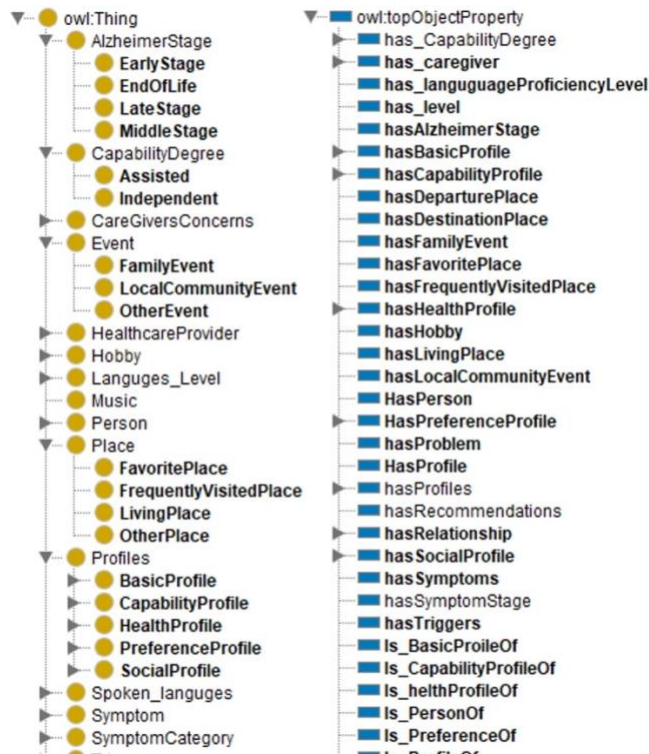 owl:Thing
AlzheimerStage
EarlyStage
EndOfLife
LateStage
MiddleStage
CapabilityDegree
Assisted
Independent
CareGiversConcerns
Event
FamilyEvent
LocalCommunityEvent
OtherEvent
HealthcareProvider
Hobby
Languges_Level
Music
Person
Place
FavoritePlace
FrequentlyVisitedPlace
LivingPlace
OtherPlace
Profiles
BasicProfile
CapabilityProfile
HealthProfile
PreferenceProfile
SocialProfile
Spoken_languges
Symptom
SymptomCategory
owl:topObjectProperty
has_CapabilityDegree
has_caregiver
has_languguageProficiencyLevel
has_level
hasAlzheimerStage
hasBasicProfile
hasCapabilityProfile
hasDeparturePlace
hasDestinationPlace
hasFamilyEvent
hasFavoritePlace
hasFrequentlyVisitedPlace
hasHealthProfile
hasHobby
hasLivingPlace
hasLocalCommunityEvent
HasPerson
HasPreferenceProfile
hasProblem
HasProfile
hasProfiles
hasRecommendations
hasRelationship
hasSocialProfile
hasSymptoms
hasSymptomStage
hasTriggers
Is_BasicProileOf
Is_CapabilityProfileOf
Is_helthProfileOf
Is_PersonOf
Is_PreferenceOf